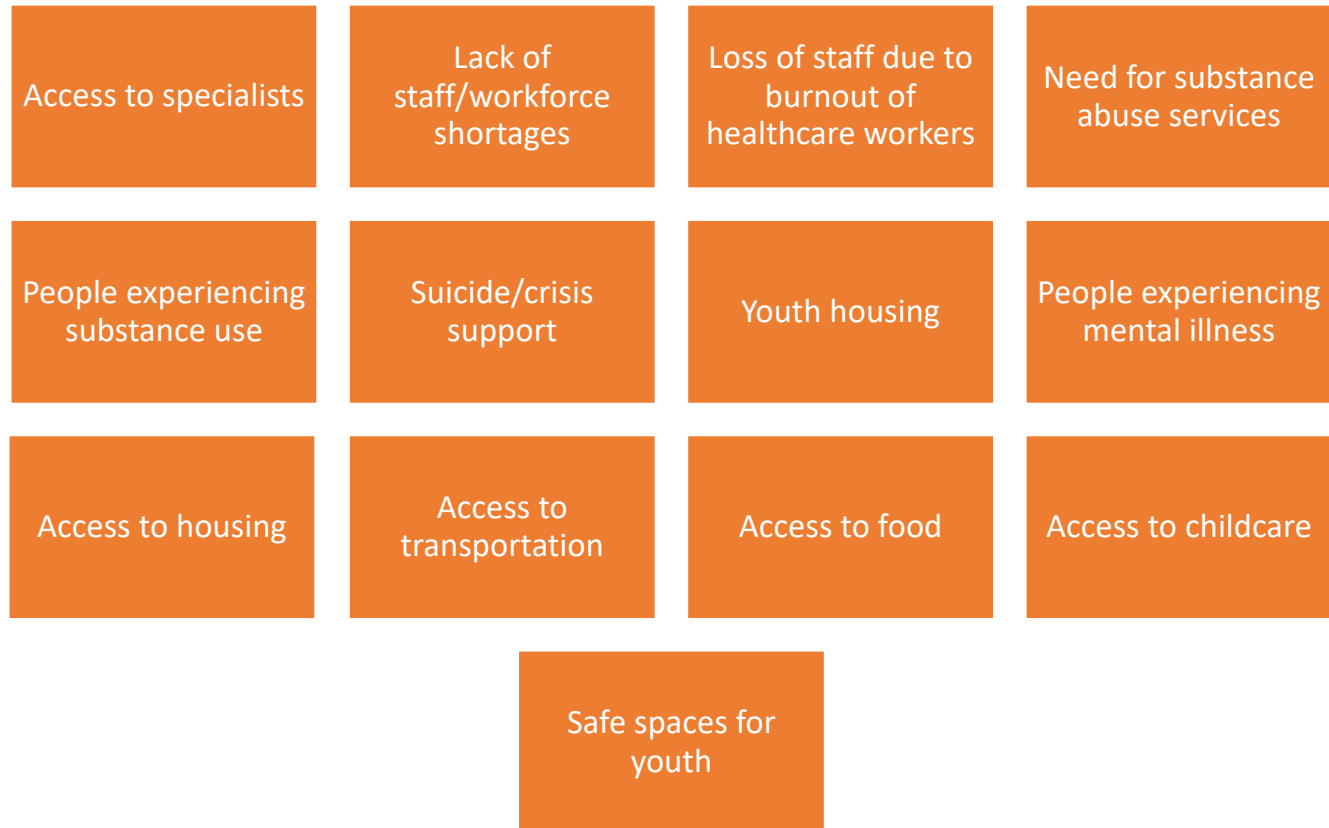 Access to specialists
Lack of
staff/workforce
shortages
Loss of staff due to
burnout of
healthcare workers
Need for substance
abuse services
People experiencing
substance use
Suicide/crisis
support
Youth housing
People experiencing
mental illness
Access to housing
Access to
transportation
Access to food
Access to childcare
Safe spaces for
youth